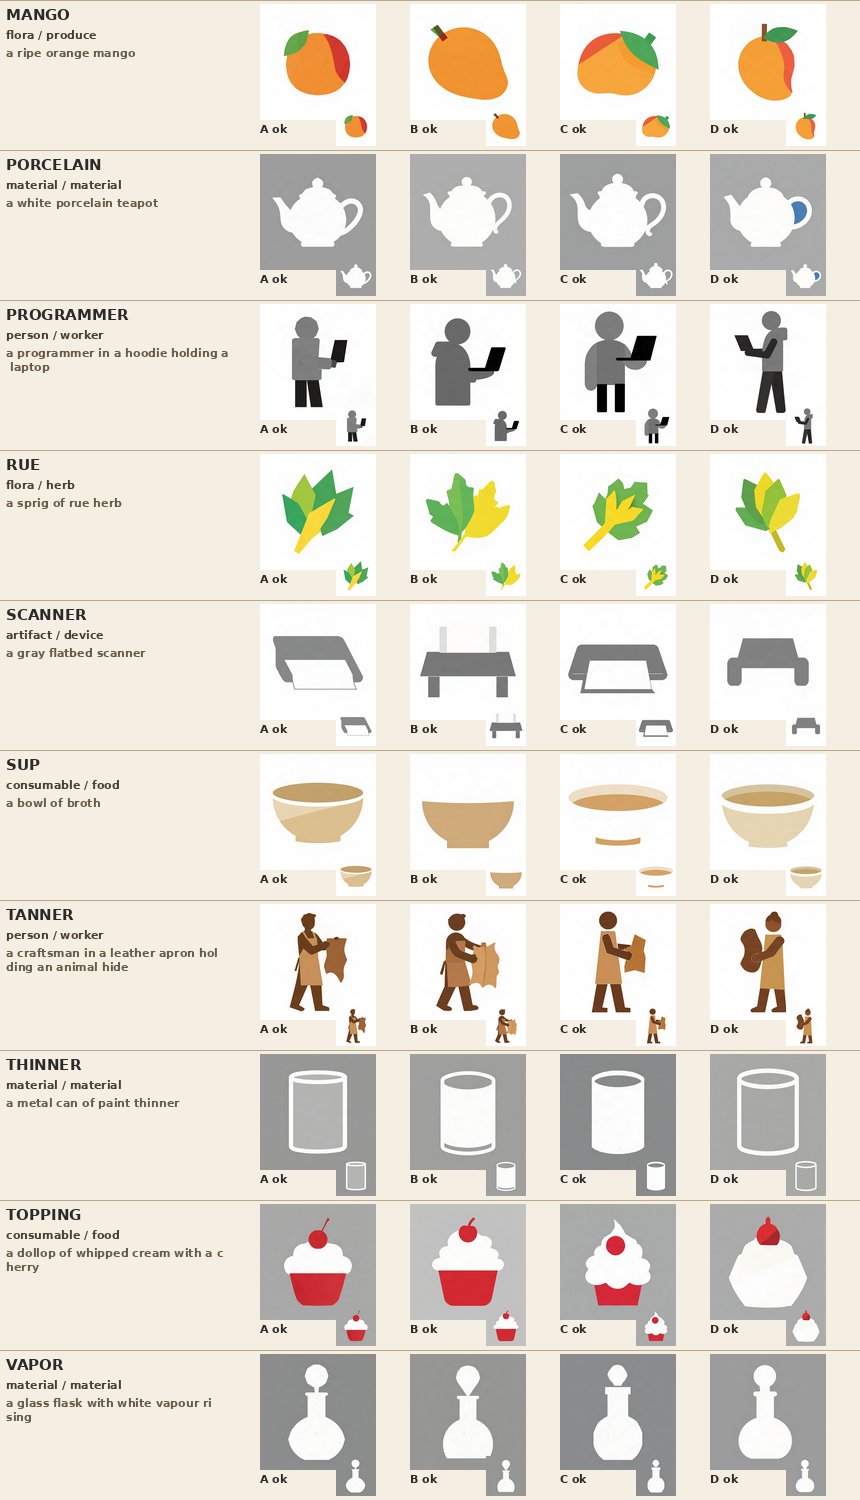 MANGO
flora / produce
a ripe orange mango
A ok
B ok
C ok
D ok
PORCELAIN
material / material
a white porcelain teapot
A ok
B ok
C ok
D ok
PROGRAMMER
person / worker
a programmer in a hoodie holding a
laptop
A ok
B ok
C ok
D ok
RUE
flora / herb
a sprig of rue herb
A ok
B ok
C ok
D ok
SCANNER
artifact / device
a gray flatbed scanner
A ok
B ok
C ok
D ok
SUP
consumable / food
a bowl of broth
A ok
B ok
C ok
D ok
TANNER
person / worker
a craftsman in a leather apron hol
ding an animal hide
A ok
B ok
C ok
D ok
THINNER
material / material
a metal can of paint thinner
A ok
B ok
C ok
D ok
TOPPING
consumable / food
a dollop of whipped cream with a c
herry
A ok
B ok
C ok
D ok
VAPOR
material / material
a glass flask with white vapour ri
sing
A ok
B ok
C ok
D ok